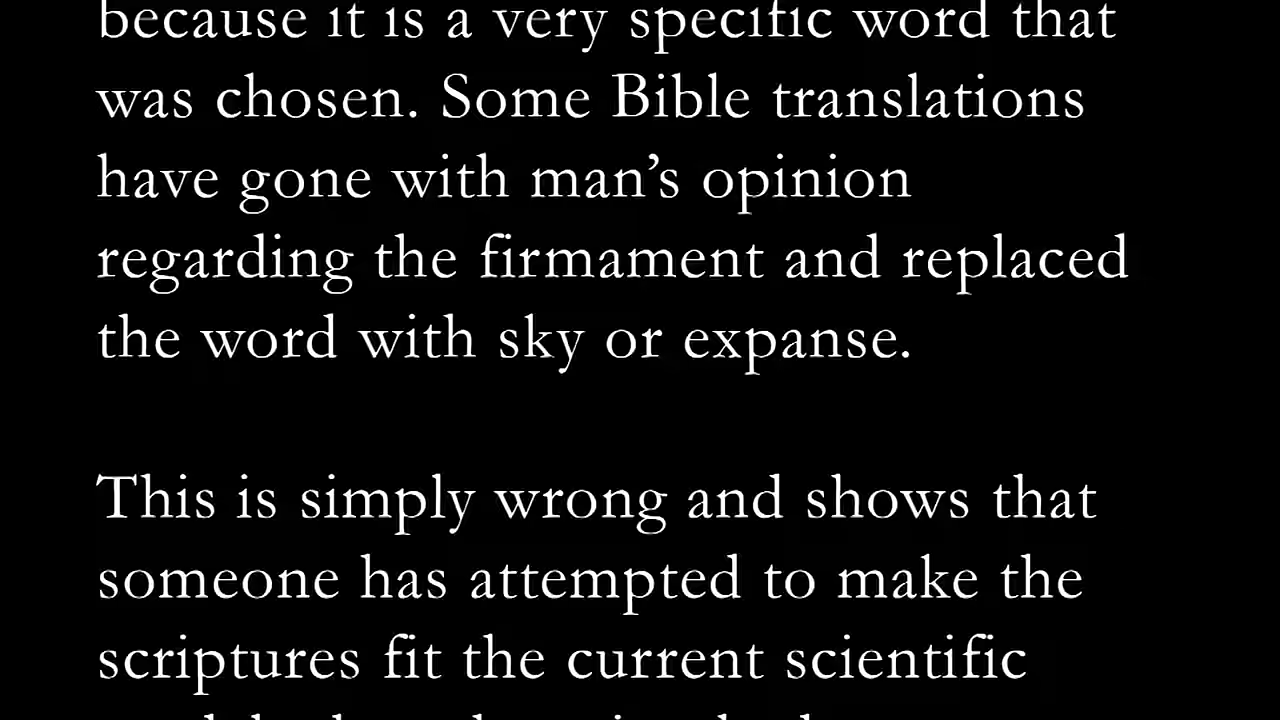 because it is a very specific word that
was chosen. Some Bible translations
have gone with man’s opinion
regarding the firmament and replaced
the word with sky or expanse.
This is simply wrong and shows that
someone has attempted to make the
scriptures fit the current scientific